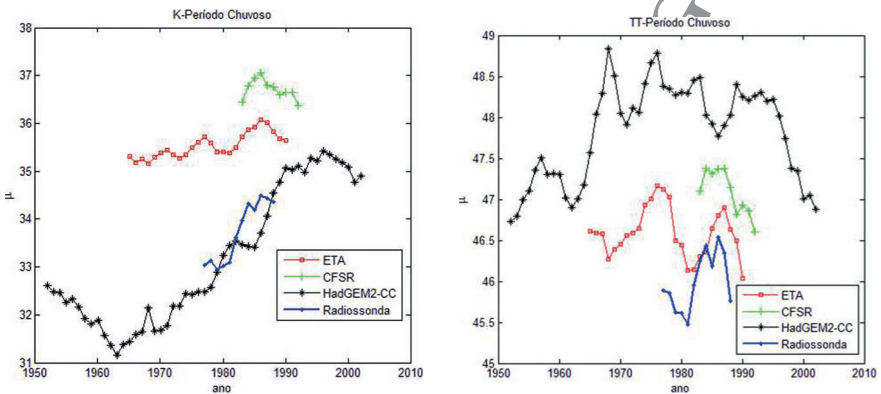 K-Período Chuvoso
38
37
36
35
34
33
32
31
μ
1950
1960
1970
1980
1990
2000
2010
ano
ETA
CFSR
HadGEM2-CC
Radiossonda
TT-Período Chuvoso
49
48.5
48
47.5
47
46.5
46
45.5
45
μ
1950
1960
1970
1980
1990
2000
2010
ano
ETA
CFSR
HadGEM2-CC
Radiossonda